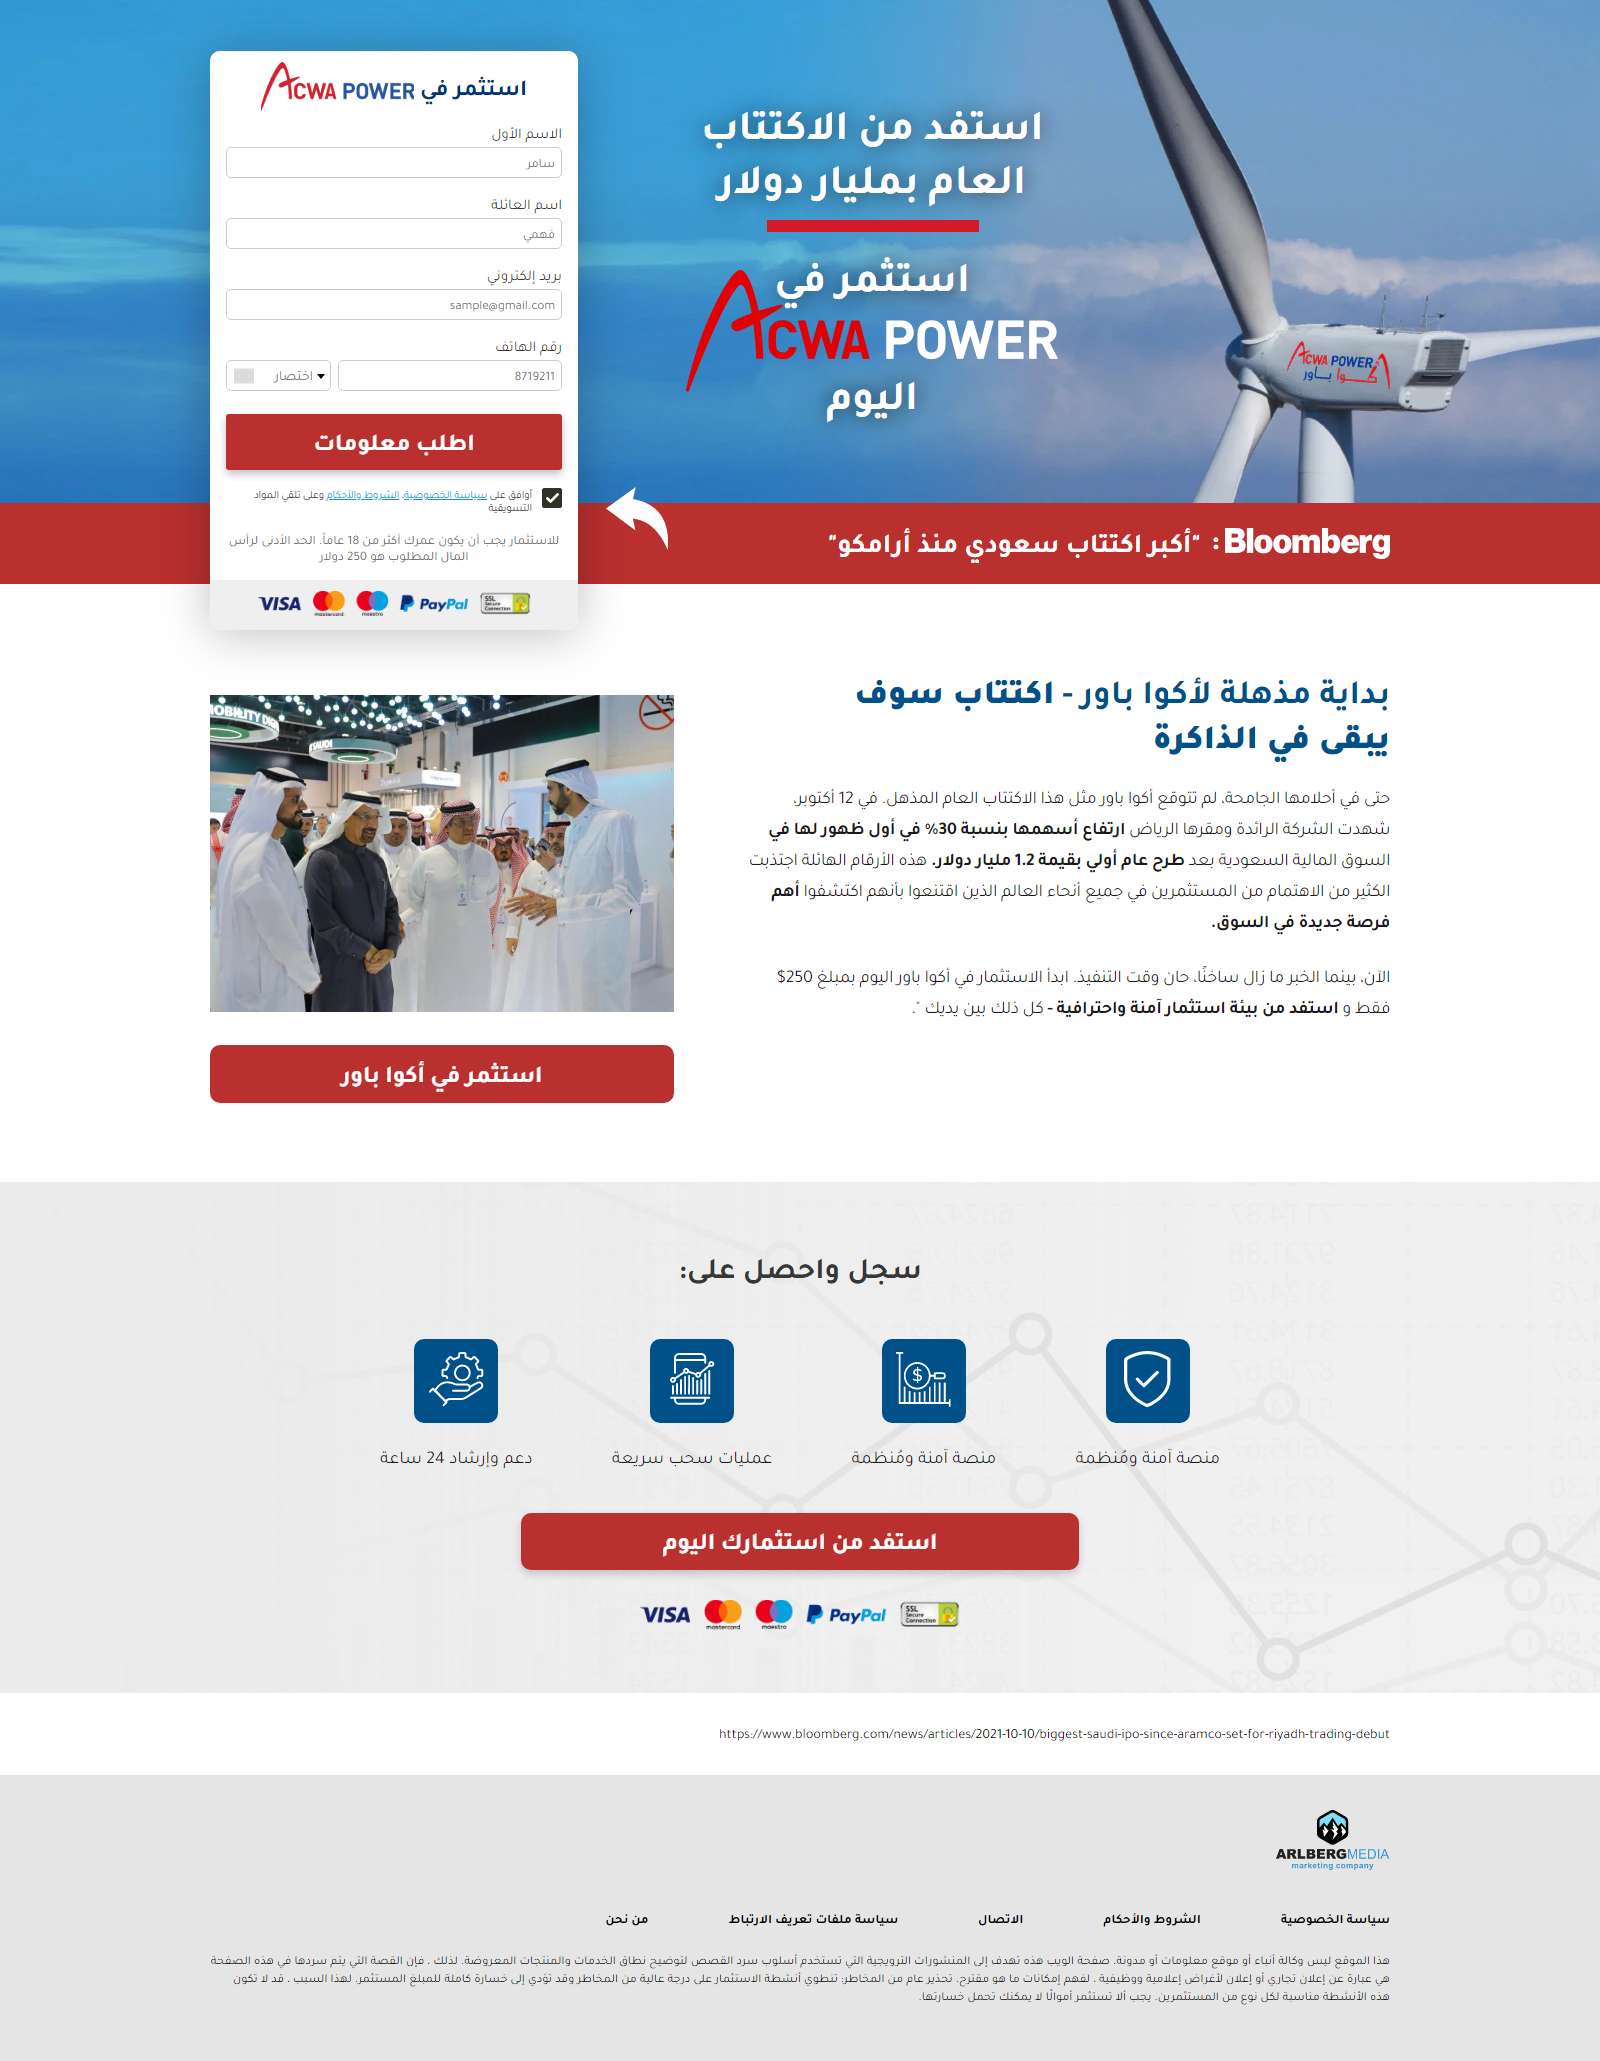 استثمر في ACWA POWER
الاسم الأول
سامر
اسم العائلة
فهمي
بريد إلكتروني
sample@gmail.com
رقم الهاتف
8719211
اختصار
اطلب معلومات
أوافق على سياسة الخصوصية، الشروط والأحكام وعلى تلقي المواد
التسويقية
للاستثمار يجب أن يكون عمرك أكثر من 18 عاماً. الحد الأدنى لرأس
المال المطلوب هو 250 دولار
VISA mastercard maestro PayPal SSL Secure Connection
استفد من الاكتتاب
العام بمليار دولار
استثمر في
ACWA POWER
اليوم
ACWA POWER
أكوا باور
Bloomberg : "أكبر اكتتاب سعودي منذ أرامكو"
بداية مذهلة لأكوا باور - اكتتاب سوف
يبقى في الذاكرة
حتى في أحلامها الجامحة، لم تتوقع أكوا باور مثل هذا الاكتتاب العام المذهل. في 12 أكتوبر،
شهدت الشركة الرائدة ومقرها الرياض ارتفاع أسهمها بنسبة 30% في أول ظهور لها في
السوق المالية السعودية بعد طرح عام أولي بقيمة 1.2 مليار دولار. هذه الأرقام الهائلة اجتذبت
الكثير من الاهتمام من المستثمرين في جميع أنحاء العالم الذين اقتنعوا بأنهم اكتشفوا أهم
فرصة جديدة في السوق.
الآن، بينما الخبر ما زال ساخنًا، حان وقت التنفيذ. ابدأ الاستثمار في أكوا باور اليوم بمبلغ 250$
فقط و استفد من بيئة استثمار آمنة واحترافية - كل ذلك بين يديك ".
MOBILITY
SAUDI
استثمر في أكوا باور
سجل واحصل على:
منصة آمنة ومُنظمة
منصة آمنة ومُنظمة
عمليات سحب سريعة
دعم وإرشاد 24 ساعة
استفد من استثمارك اليوم
VISA mastercard maestro PayPal SSL Secure Connection
https://www.bloomberg.com/news/articles/2021-10-10/biggest-saudi-ipo-since-aramco-set-for-riyadh-trading-debut
ARLBERGMEDIA
marketing company
سياسة الخصوصية
الشروط والأحكام
الاتصال
سياسة ملفات تعريف الارتباط
من نحن
هذا الموقع ليس وكالة أنباء أو موقع معلومات أو مدونة. صفحة الويب هذه تهدف إلى المنشورات الترويجية التي تستخدم أسلوب سرد القصص لتوضيح نطاق الخدمات والمنتجات المعروضة. لذلك ، فإن القصة التي يتم سردها في هذه الصفحة
هي عبارة عن إعلان تجاري أو إعلان لأغراض إعلامية ووظيفية ، لفهم إمكانات ما هو مقترح. تحذير عام من المخاطر: تنطوي أنشطة الاستثمار على درجة عالية من المخاطر وقد تؤدي إلى خسارة كاملة للمبلغ المستثمر. لهذا السبب ، قد لا تكون
هذه الأنشطة مناسبة لكل نوع من المستثمرين. يجب ألا تستثمر أموالًا لا يمكنك تحمل خسارتها.